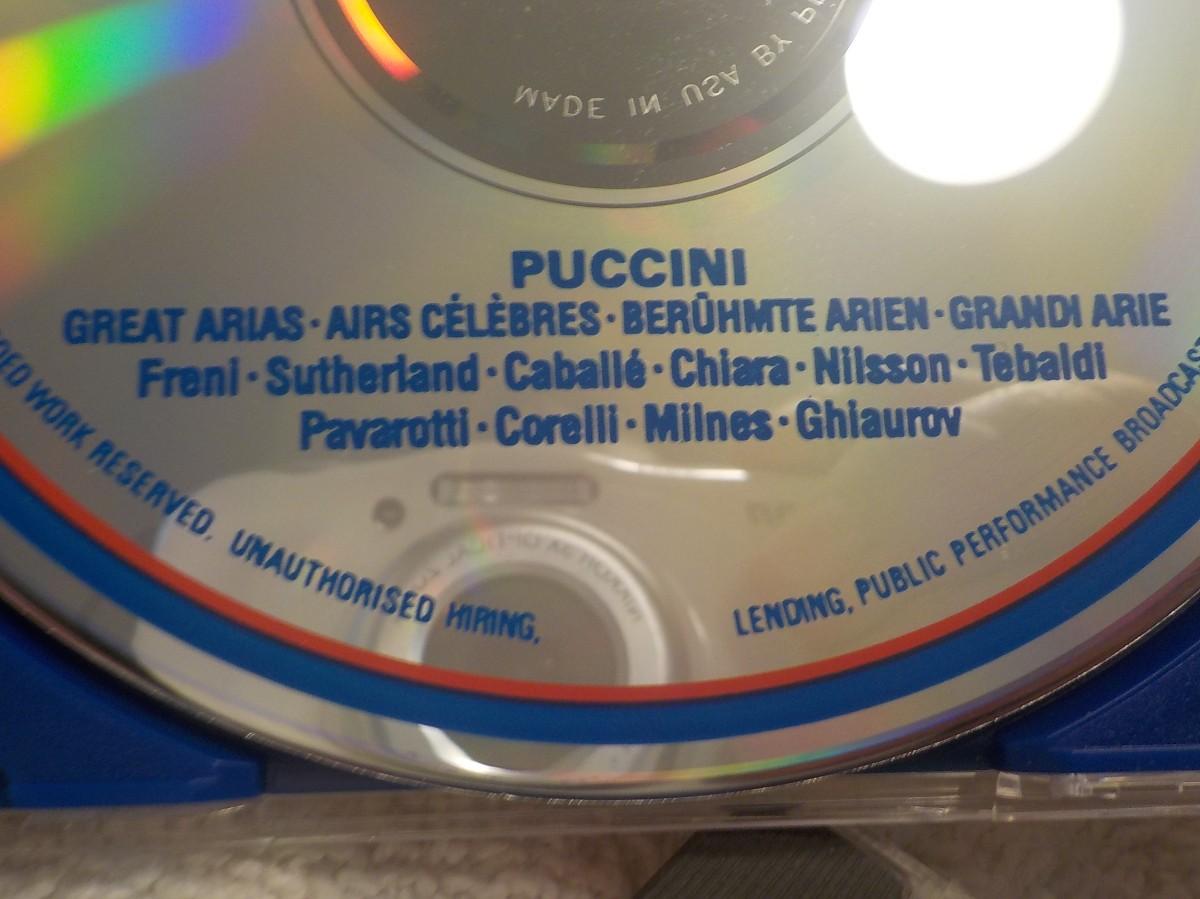 MADE IN USA BY
PUCCINI
GREAT ARIAS · AIRS CÉLÈBRES · BERÜHMTE ARIEN · GRANDI ARIE
Freni · Sutherland · Caballé · Chiara · Nilsson · Tebaldi
Pavarotti · Corelli · Milnes · Ghiaurov
WORK RESERVED. UNAUTHORISED HIRING,
LENDING, PUBLIC PERFORMANCE